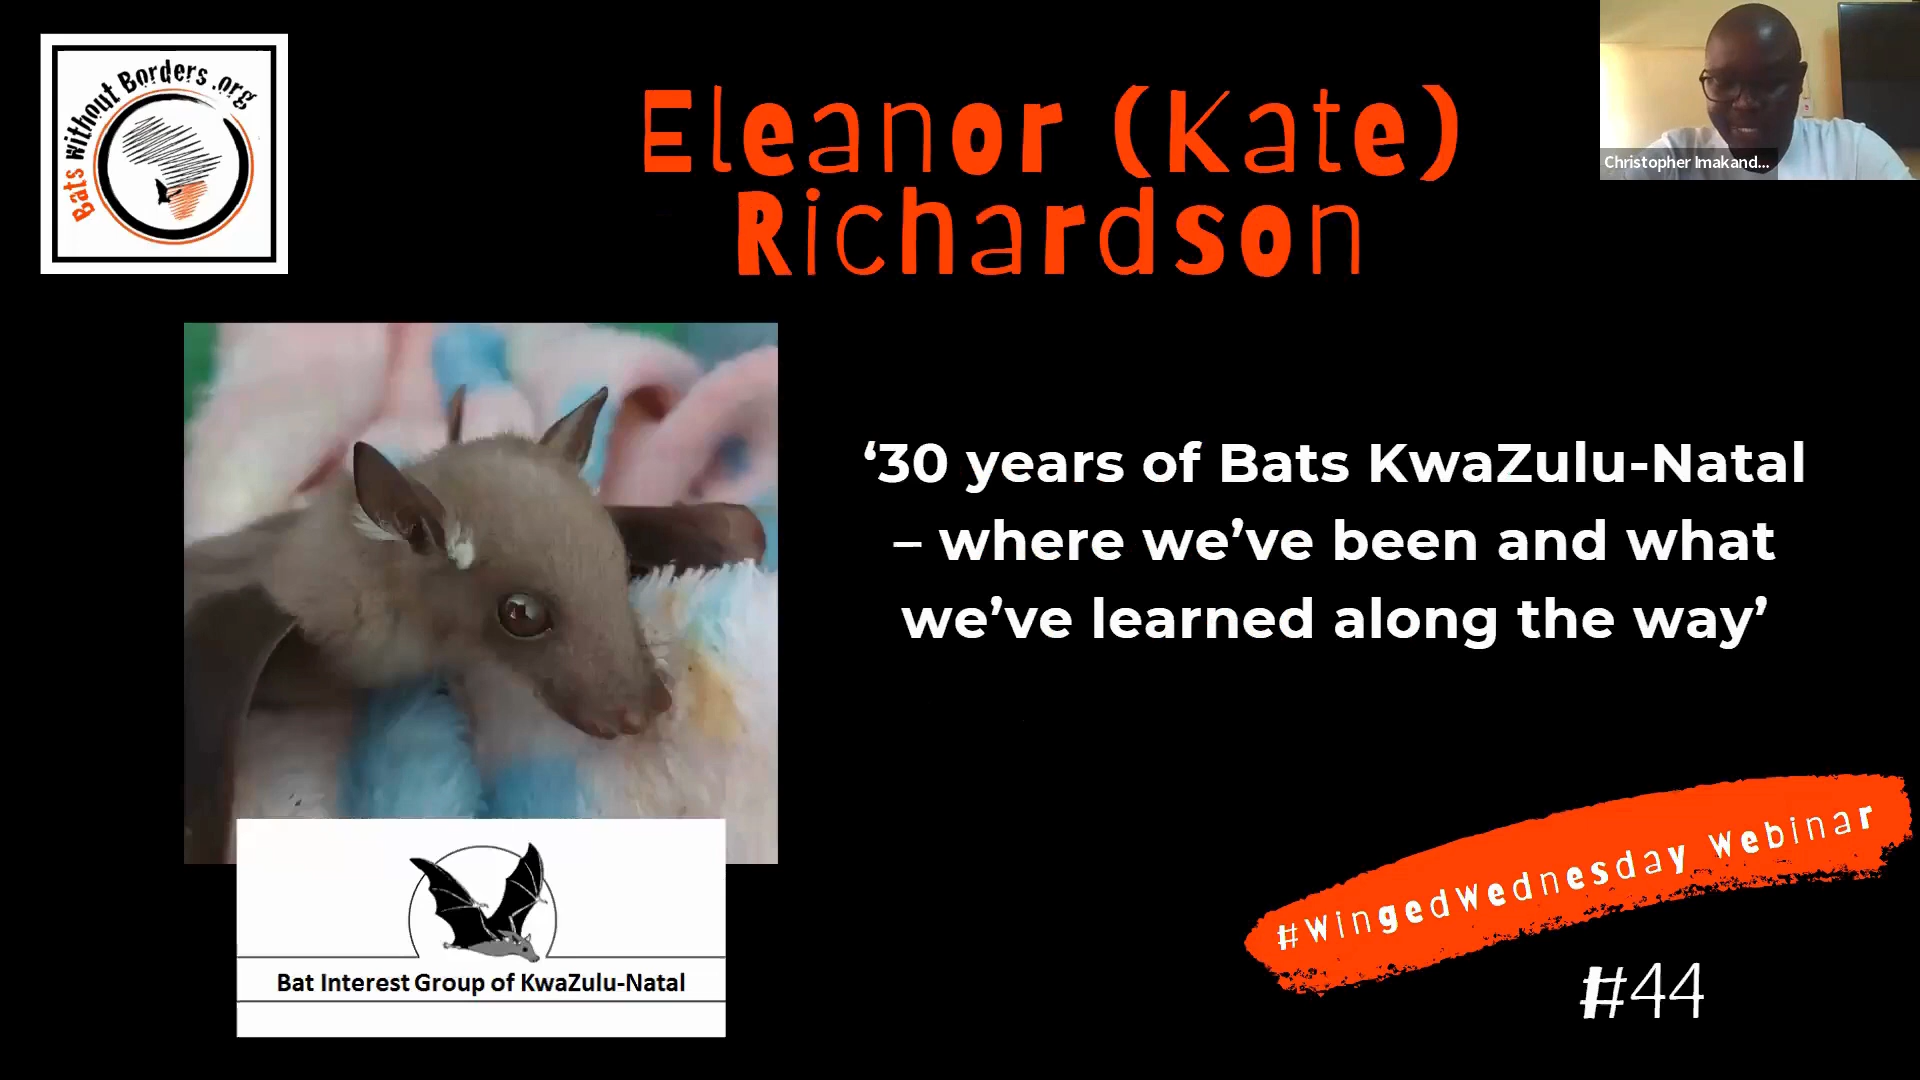 Bats Without Borders.org
Eleanor (Kate)
Richardson
Christopher Imakand...
‘30 years of Bats KwaZulu-Natal
– where we’ve been and what
we’ve learned along the way’
Bat Interest Group of KwaZulu-Natal
#WingedWednesday Webinar
#44